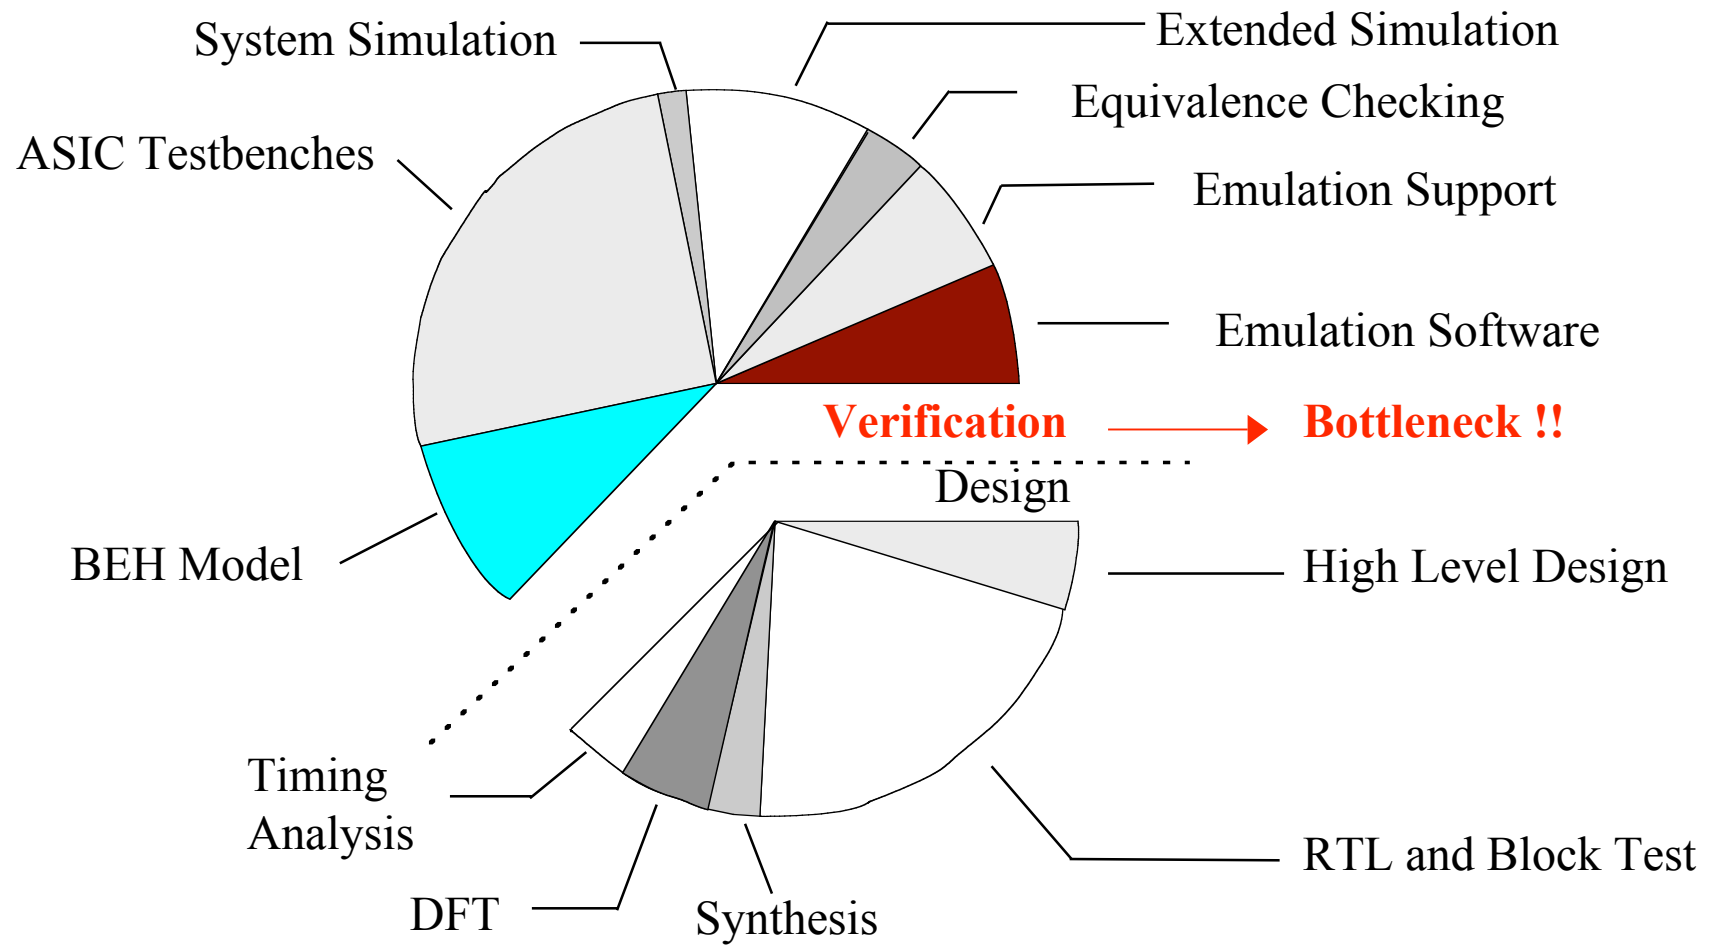 System Simulation
Extended Simulation
Equivalence Checking
ASIC Testbenches
Emulation Support
Emulation Software
Verification
Bottleneck !!
Design
BEH Model
High Level Design
Timing
Analysis
RTL and Block Test
DFT
Synthesis